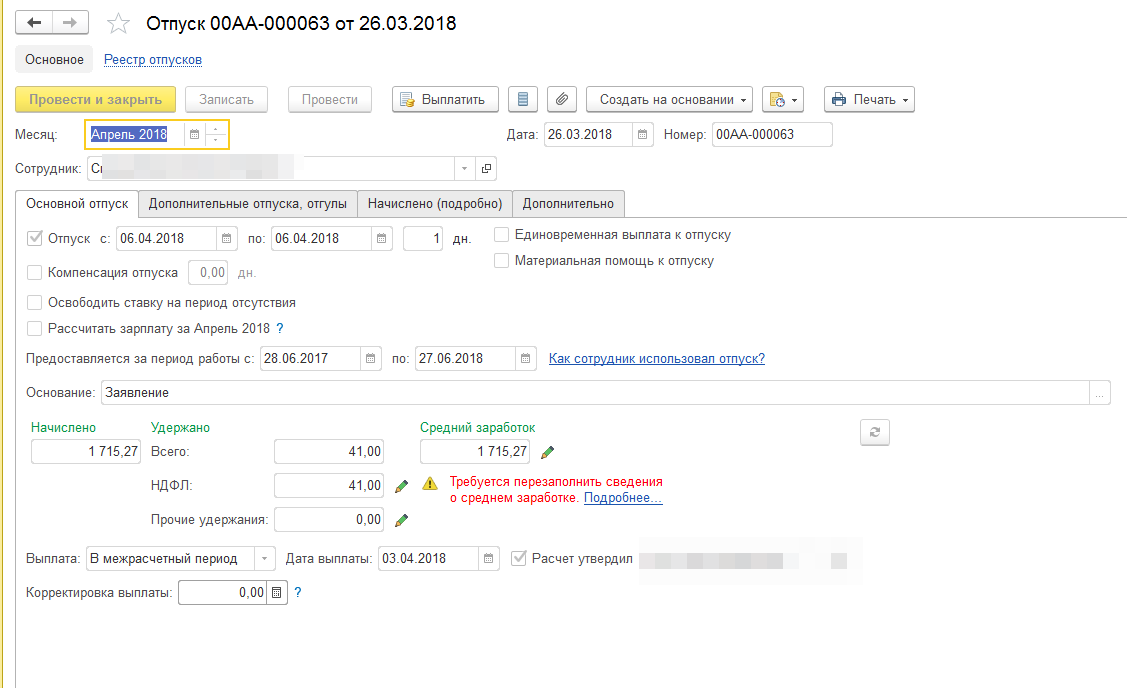 Отпуск 00АА-000063 от 26.03.2018
Основное Реестр отпусков
Провести и закрыть Записать Провести Выплатить Создать на основании Печать
Месяц: Апрель 2018 Дата: 26.03.2018 Номер: 00АА-000063
Сотрудник:
Основной отпуск Дополнительные отпуска, отгулы Начислено (подробно) Дополнительно
Отпуск с: 06.04.2018 по: 06.04.2018 1 дн. Единовременная выплата к отпуску
Материальная помощь к отпуску
Компенсация отпуска 0,00 дн.
Освободить ставку на период отсутствия
Рассчитать зарплату за Апрель 2018 ?
Предоставляется за период работы с: 28.06.2017 по: 27.06.2018 Как сотрудник использовал отпуск?
Основание: Заявление ...
Начислено Удержано Средний заработок
1 715,27 Всего: 41,00 1 715,27
НДФЛ: 41,00 Требуется перезаполнить сведения
о среднем заработке. Подробнее...
Прочие удержания: 0,00
Выплата: В межрасчетный период Дата выплаты: 03.04.2018 Расчет утвердил
Корректировка выплаты: 0,00 ?